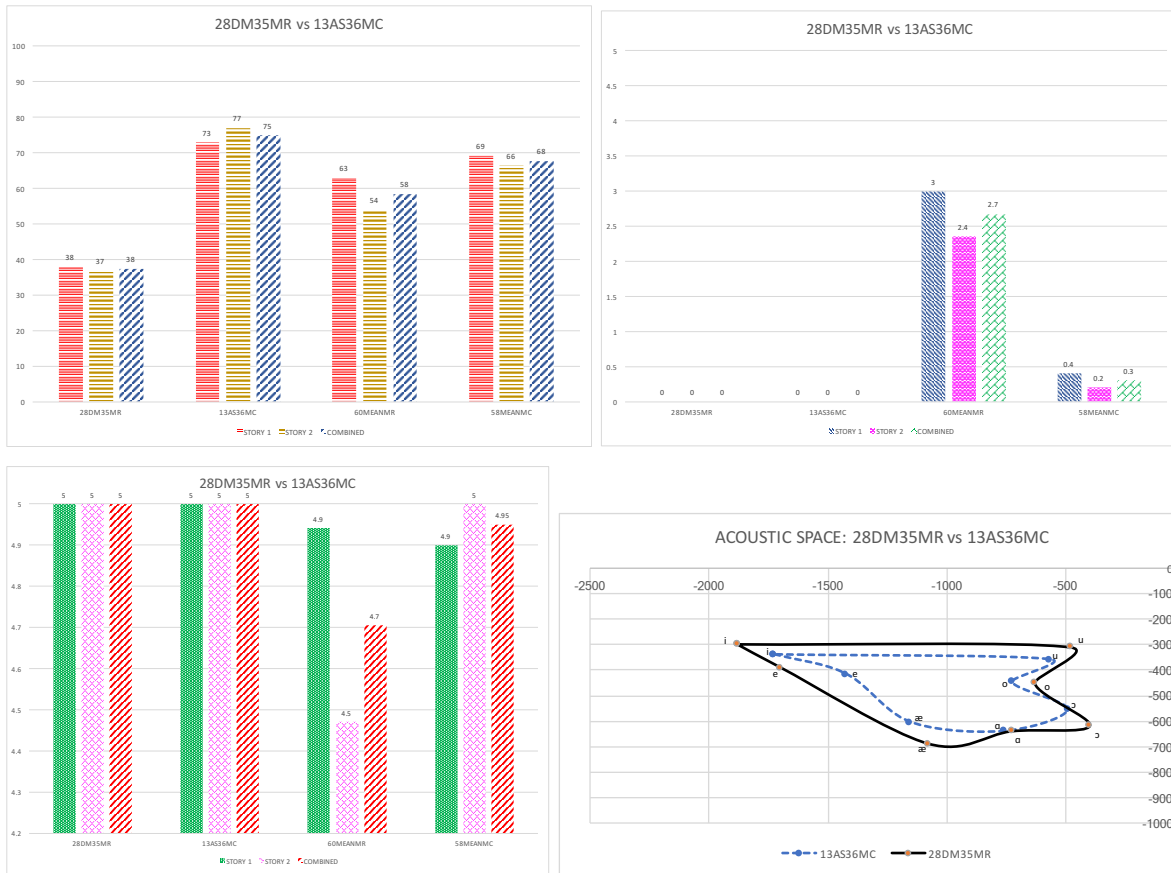 28DM35MR vs 13AS36MC
100
90
80
70
60
50
40
30
20
10
0
38 37 38
73 77 75
63 54 58
69 66 68
28DM35MR 13AS36MC 60MEANMR 58MEANMC
STORY 1 STORY 2 COMBINED
28DM35MR vs 13AS36MC
5
4.5
4
3.5
3
2.5
2
1.5
1
0.5
0
0 0 0
0 0 0
3 2.4 2.7
0.4 0.2 0.3
28DM35MR 13AS36MC 60MEANMR 58MEANMC
STORY 1 STORY 2 COMBINED
28DM35MR vs 13AS36MC
5
4.9
4.8
4.7
4.6
4.5
4.4
4.3
4.2
5 5 5
5 5 5
4.9 4.5 4.7
4.9 5 4.95
28DM35MR 13AS36MC 60MEANMR 58MEANMC
STORY 1 STORY 2 COMBINED
ACOUSTIC SPACE: 28DM35MR vs 13AS36MC
-2500 -2000 -1500 -1000 -500 0
-100
-200
-300
-400
-500
-600
-700
-800
-900
-1000
i u
i u
e e o o
ɔ
æ ɑ
æ ɑ ɔ
13AS36MC 28DM35MR